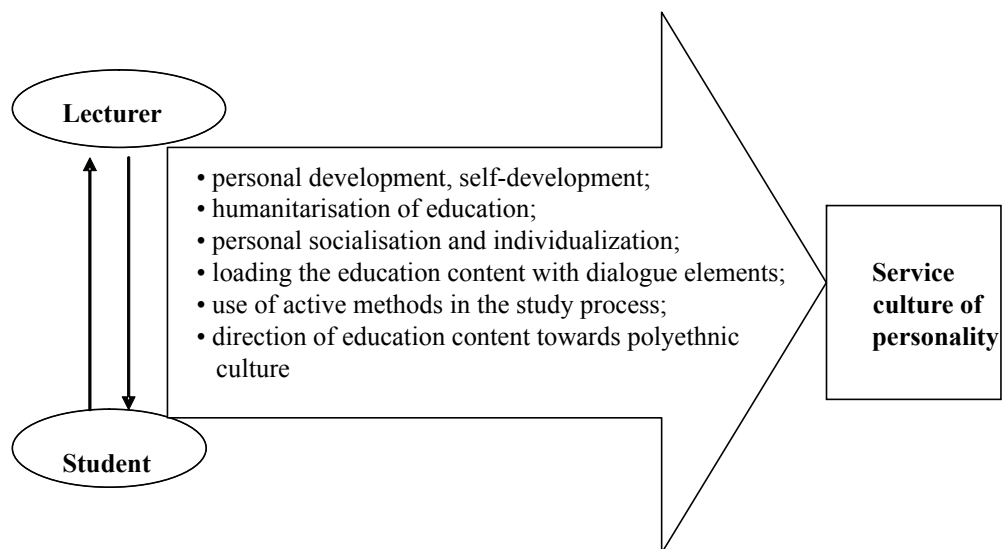 Lecturer
• personal development, self-development;
• humanitarisation of education;
• personal socialisation and individualization;
• loading the education content with dialogue elements;
• use of active methods in the study process;
• direction of education content towards polyethnic
culture
Student
Service
culture of
personality